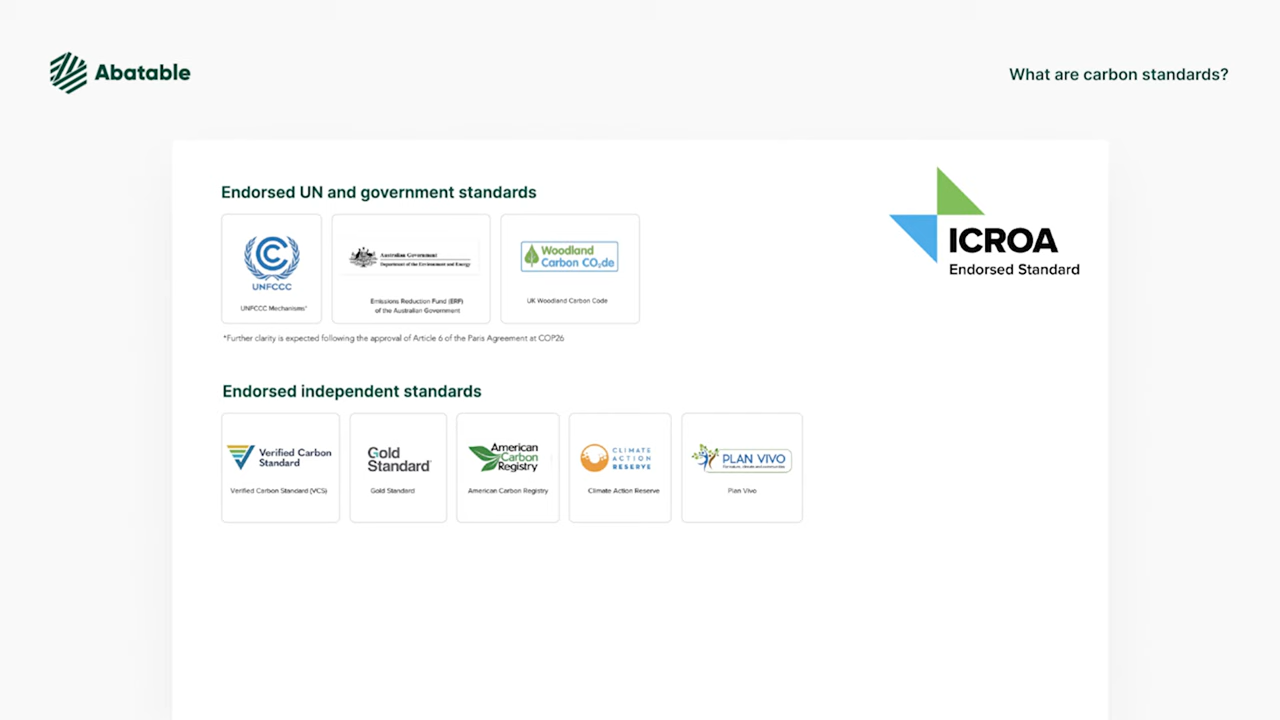 Abatable
What are carbon standards?
Endorsed UN and government standards
ICROA
Endorsed Standard
UNFCCC
UNFCCC Mechanisms*
Australian Government
Department of the Environment and Energy
Emissions Reduction Fund (ERF)
of the Australian Government
Woodland
Carbon CO₂de
UK Woodland Carbon Code
*Further clarity is expected following the approval of Article 6 of the Paris Agreement at COP26
Endorsed independent standards
Verified Carbon
Standard
Verified Carbon Standard (VCS)
Gold
Standard
Gold Standard
American
Carbon
Registry
American Carbon Registry
CLIMATE
ACTION
RESERVE
Climate Action Reserve
PLAN VIVO
Plan Vivo